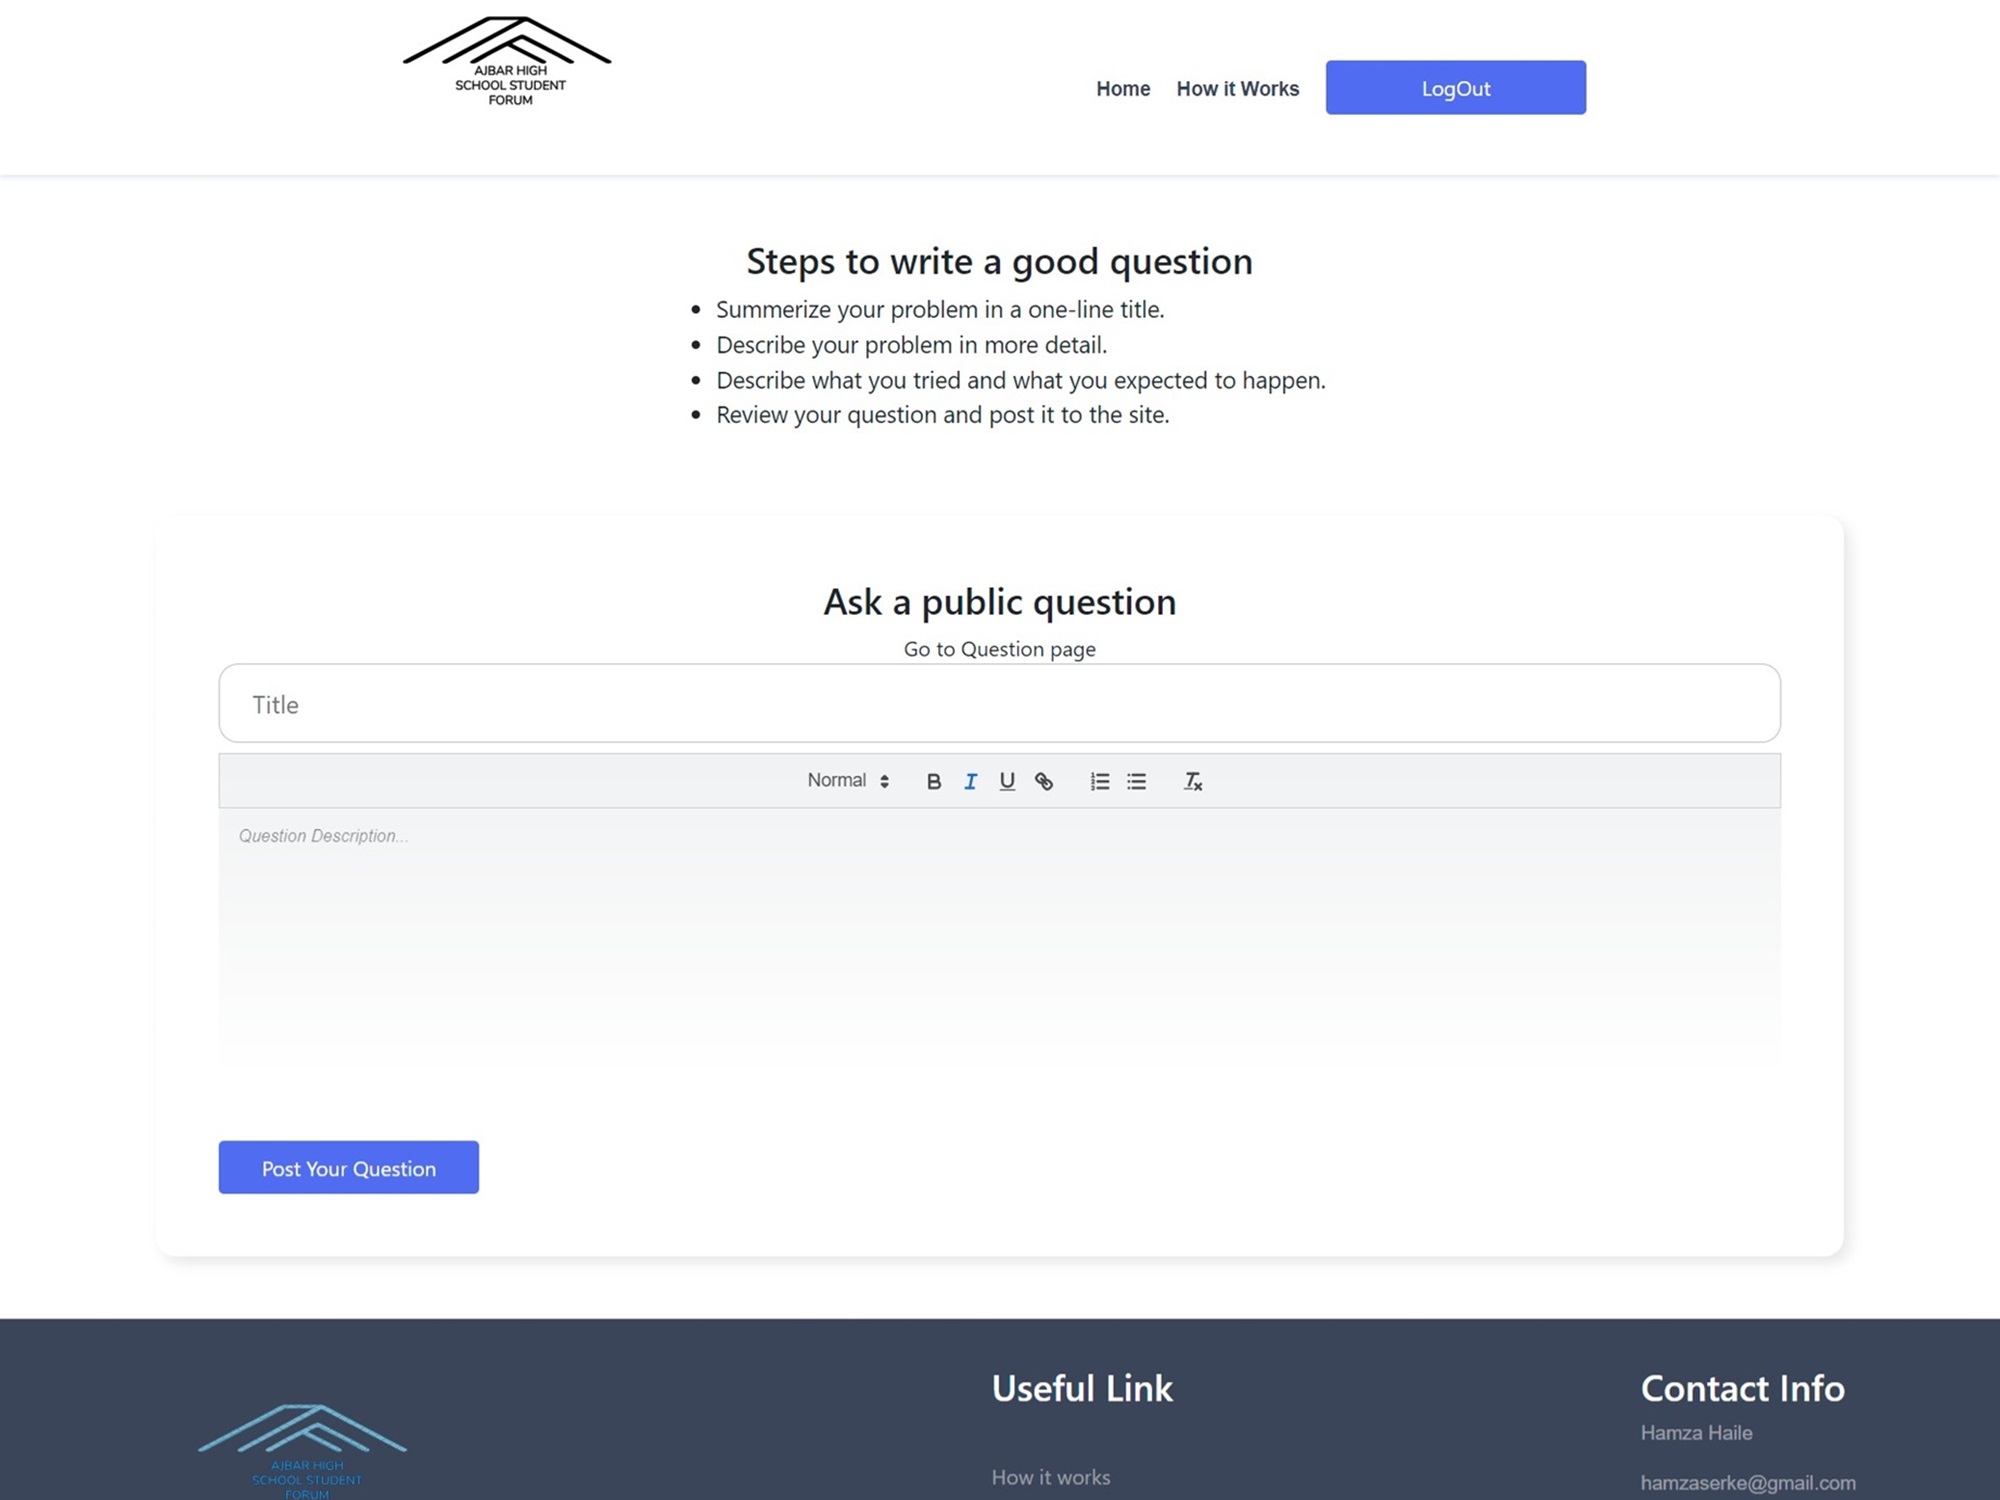 AJBAR HIGH
SCHOOL STUDENT
FORUM
Home How it Works LogOut
Steps to write a good question
• Summerize your problem in a one-line title.
• Describe your problem in more detail.
• Describe what you tried and what you expected to happen.
• Review your question and post it to the site.
Ask a public question
Go to Question page
Title
Normal B I U
Question Description...
Post Your Question
AJBAR HIGH
SCHOOL STUDENT
FORUM
Useful Link
How it works
Contact Info
Hamza Haile
hamzaserke@gmail.com